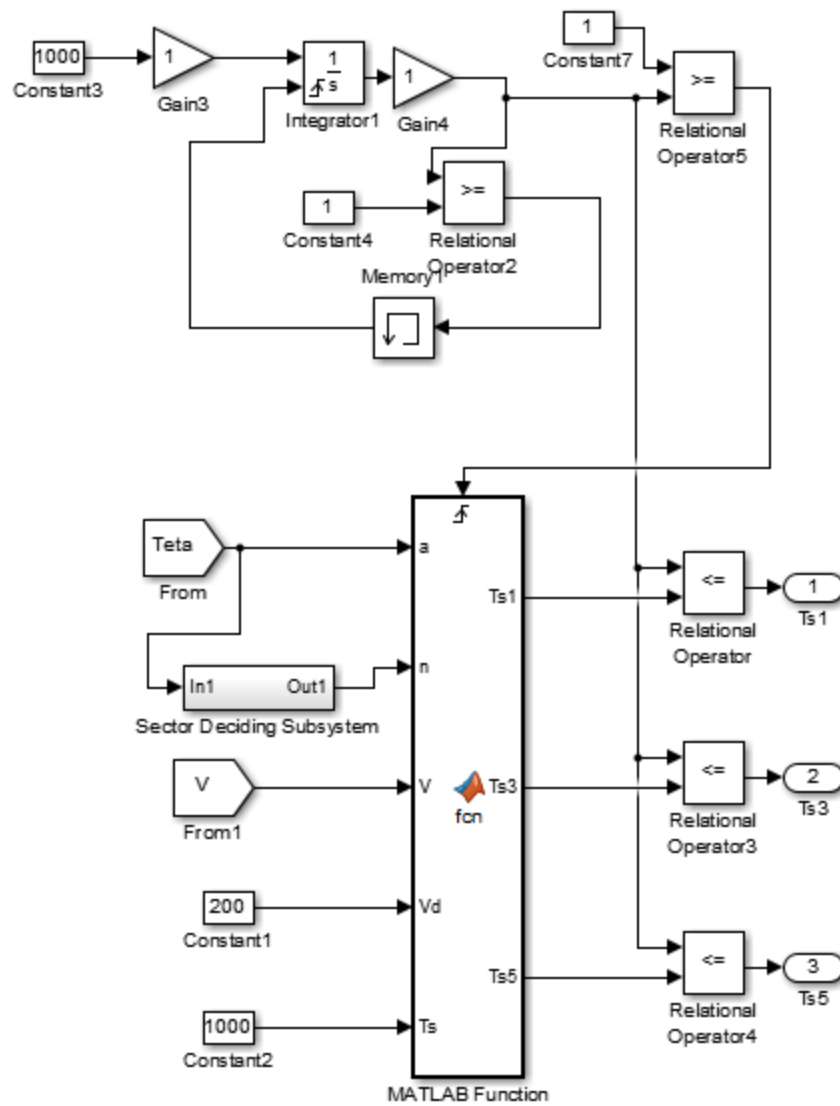 1000
Constant3
1
Gain3
1
s
Integrator1
1
Gain4
1
Constant7
>=
Relational
Operator5
1
Constant4
>=
Relational
Operator2
Memory1
Teta
From
In1
Out1
Sector Deciding Subsystem
V
From1
200
Constant1
1000
Constant2
a
n
V
Vd
Ts
Ts1
Ts3
Ts5
fcn
MATLAB Function
<=
Relational
Operator
1
Ts1
<=
Relational
Operator3
2
Ts3
<=
Relational
Operator4
3
Ts5